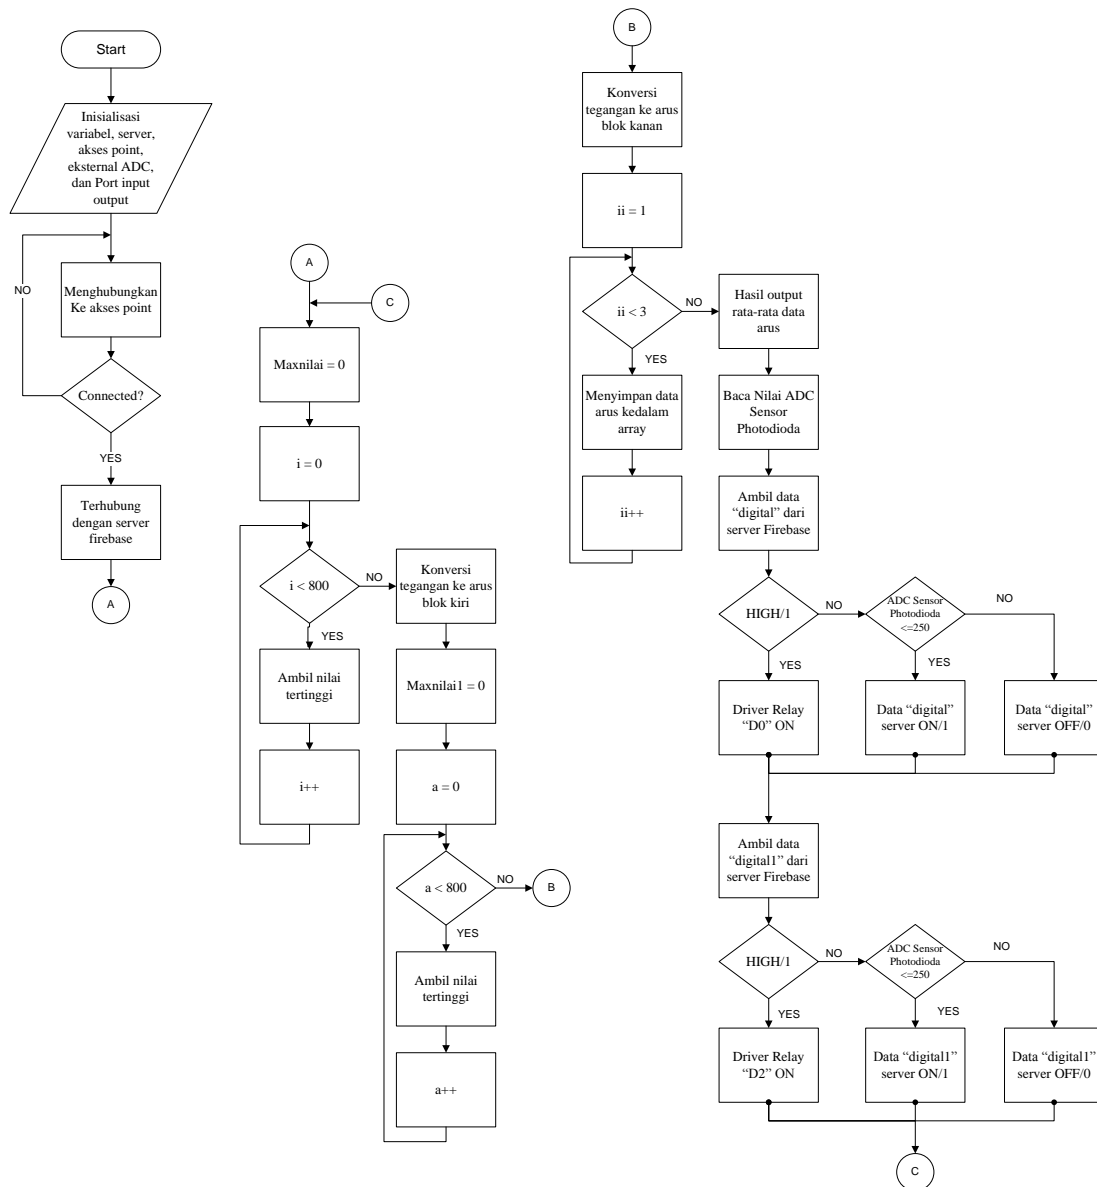 Start
Inisialisasi
variabel, server,
akses point,
eksternal ADC,
dan Port input
output
NO
Menghubungkan
Ke akses point
Connected?
YES
Terhubung
dengan server
firebase
A
A
C
Maxnilai = 0
i = 0
i < 800
NO
YES
Ambil nilai
tertinggi
i++
Konversi
tegangan ke arus
blok kiri
Maxnilai1 = 0
a = 0
a < 800
NO
B
YES
Ambil nilai
tertinggi
a++
B
Konversi
tegangan ke arus
blok kanan
ii = 1
ii < 3
NO
YES
Menyimpan data
arus kedalam
array
ii++
Hasil output
rata-rata data
arus
Baca Nilai ADC
Sensor
Photodioda
Ambil data
“digital” dari
server Firebase
HIGH/1
NO
ADC Sensor
Photodioda
<=250
NO
YES
YES
Driver Relay
“D0” ON
Data “digital”
server ON/1
Data “digital”
server OFF/0
Ambil data
“digital1” dari
server Firebase
HIGH/1
NO
ADC Sensor
Photodioda
<=250
NO
YES
YES
Driver Relay
“D2” ON
Data “digital1”
server ON/1
Data “digital1”
server OFF/0
C